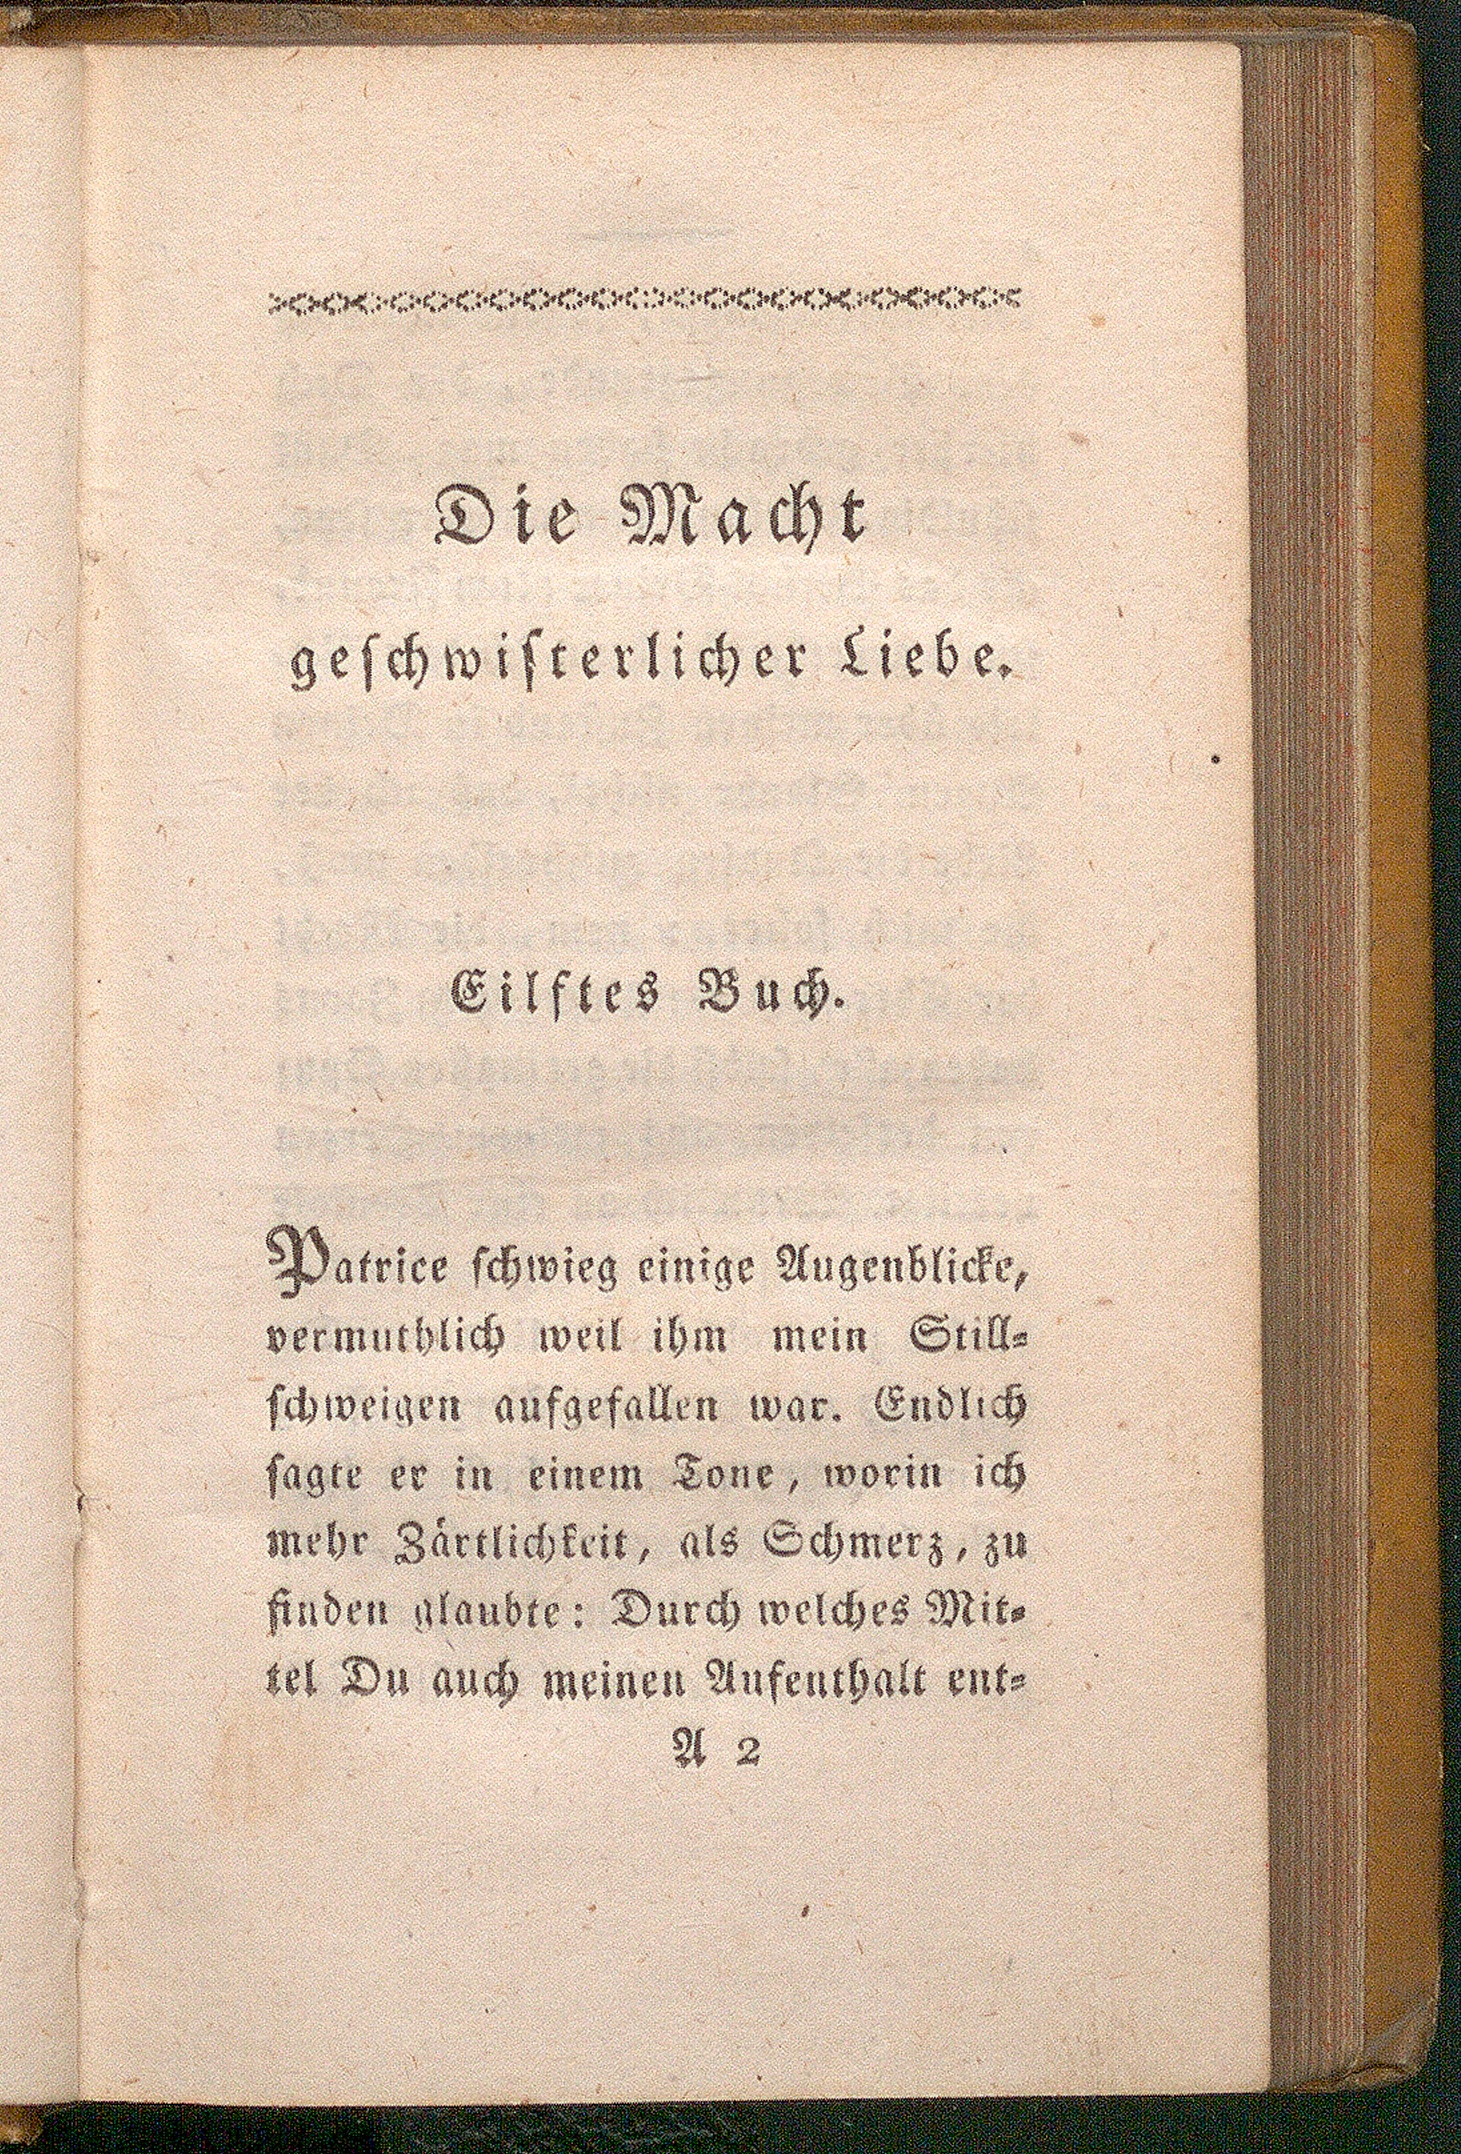 Die Macht
geſchwiſterlicher Liebe.
Eilftes Buch.
Patrice ſchwieg einige Augenblicke,
vermuthlich weil ihm mein Still⸗
ſchweigen aufgefallen war. Endlich
ſagte er in einem Tone, worin ich
mehr Zärtlichkeit, als Schmerz, zu
finden glaubte: Durch welches Mit⸗
tel Du auch meinen Aufenthalt ent⸗
A 2